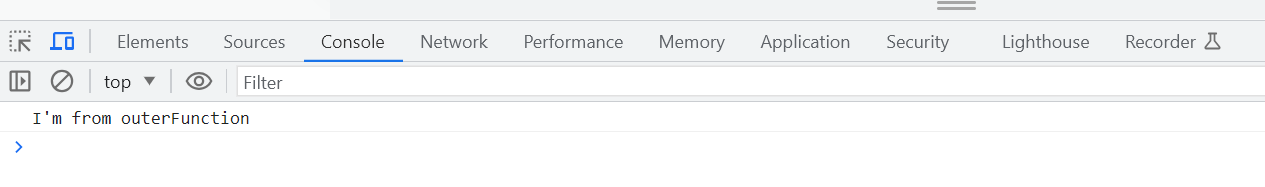 Elements Sources Console Network Performance Memory Application Security Lighthouse Recorder
top Filter
I'm from outerFunction